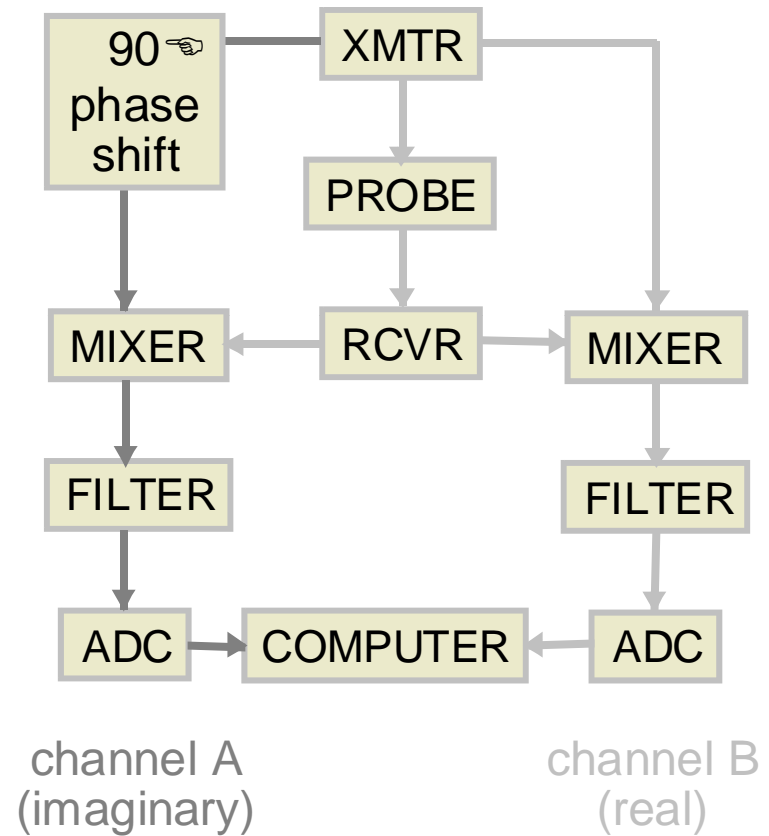 90☜
phase
shift
XMTR
PROBE
MIXER
RCVR
MIXER
FILTER
FILTER
ADC
COMPUTER
ADC
channel A
(imaginary)
channel B
(real)